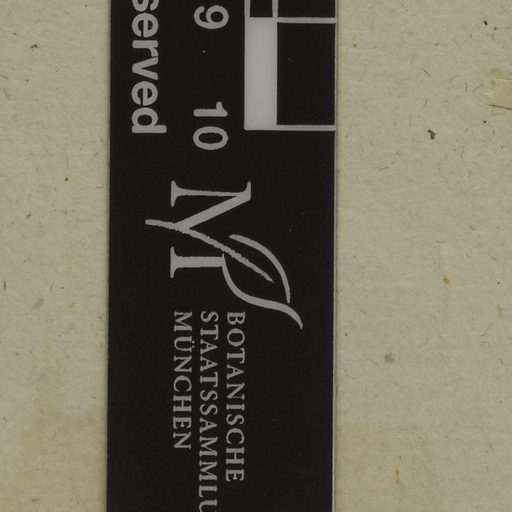 9 10
served
BOTANISCHE
STAATSSAMMLU
MÜNCHEN